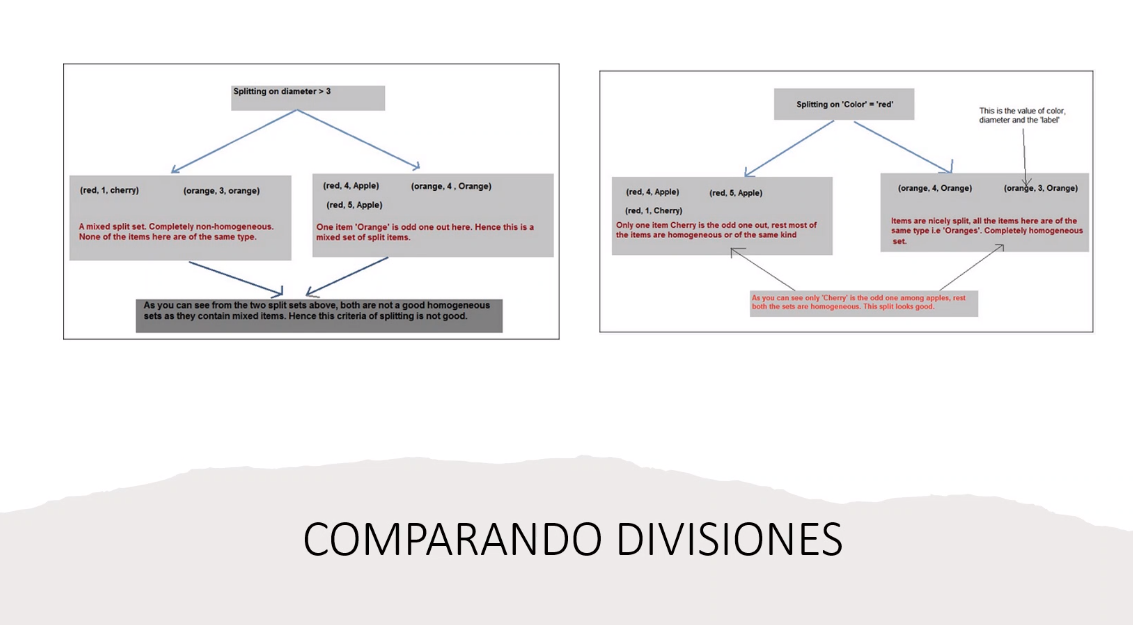 Splitting on diameter > 3
(red, 1, cherry)
(orange, 3, orange)
A mixed split set. Completely non-homogeneous.
None of the items here are of the same type.
(red, 4, Apple)
(orange, 4 , Orange)
(red, 5, Apple)
One item 'Orange' is odd one out here. Hence this is a
mixed set of split items.
As you can see from the two split sets above, both are not a good homogeneous
sets as they contain mixed items. Hence this criteria of splitting is not good.
Splitting on 'Color' = 'red'
This is the value of color,
diameter and the 'label'
(red, 4, Apple)
(red, 5, Apple)
(red, 1, Cherry)
Only one item Cherry is the odd one out, rest most of
the items are homogeneous or of the same kind
(orange, 4, Orange)
(orange, 3, Orange)
Items are nicely split, all the items here are of the
same type i.e 'Oranges'. Completely homogeneous
set.
As you can see only 'Cherry' is the odd one among apples, rest
both the sets are homogeneous. This split looks good.
COMPARANDO DIVISIONES